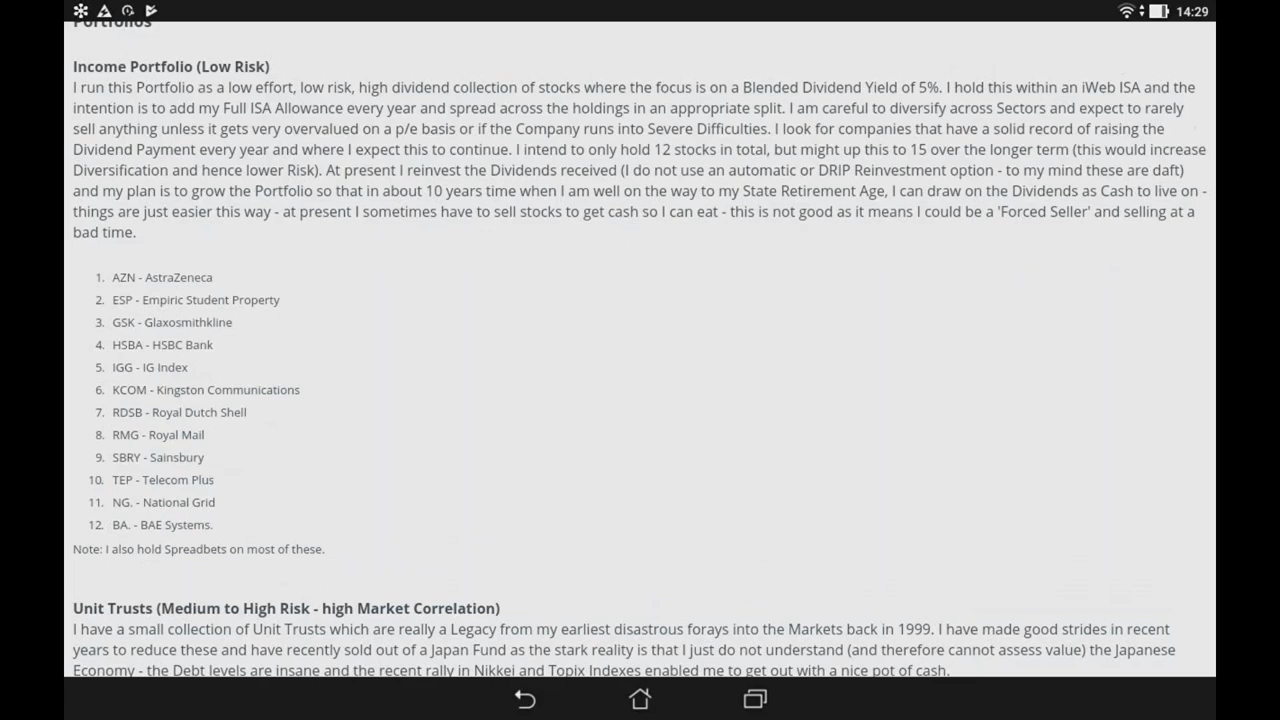 14:29
Portfolios
Income Portfolio (Low Risk)
I run this Portfolio as a low effort, low risk, high dividend collection of stocks where the focus is on a Blended Dividend Yield of 5%. I hold this within an iWeb ISA and the
intention is to add my Full ISA Allowance every year and spread across the holdings in an appropriate split. I am careful to diversify across Sectors and expect to rarely
sell anything unless it gets very overvalued on a p/e basis or if the Company runs into Severe Difficulties. I look for companies that have a solid record of raising the
Dividend Payment every year and where I expect this to continue. I intend to only hold 12 stocks in total, but might up this to 15 over the longer term (this would increase
Diversification and hence lower Risk). At present I reinvest the Dividends received (I do not use an automatic or DRIP Reinvestment option - to my mind these are daft)
and my plan is to grow the Portfolio so that in about 10 years time when I am well on the way to my State Retirement Age, I can draw on the Dividends as Cash to live on -
things are just easier this way - at present I sometimes have to sell stocks to get cash so I can eat - this is not good as it means I could be a 'Forced Seller' and selling at a
bad time.
1. AZN - AstraZeneca
2. ESP - Empiric Student Property
3. GSK - Glaxosmithkline
4. HSBA - HSBC Bank
5. IGG - IG Index
6. KCOM - Kingston Communications
7. RDSB - Royal Dutch Shell
8. RMG - Royal Mail
9. SBRY - Sainsbury
10. TEP - Telecom Plus
11. NG. - National Grid
12. BA. - BAE Systems.
Note: I also hold Spreadbets on most of these.
Unit Trusts (Medium to High Risk - high Market Correlation)
I have a small collection of Unit Trusts which are really a Legacy from my earliest disastrous forays into the Markets back in 1999. I have made good strides in recent
years to reduce these and have recently sold out of a Japan Fund as the stark reality is that I just do not understand (and therefore cannot assess value) the Japanese
Economy - the Debt levels are insane and the recent rally in Nikkei and Topix Indexes enabled me to get out with a nice pot of cash.